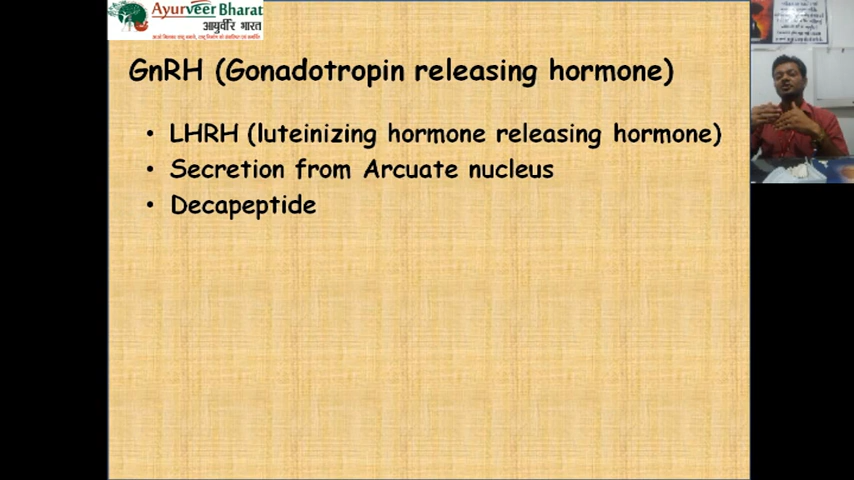 Ayurveer Bharat
आयुर्वीर भारत
GnRH (Gonadotropin releasing hormone)
• LHRH (luteinizing hormone releasing hormone)
• Secretion from Arcuate nucleus
• Decapeptide